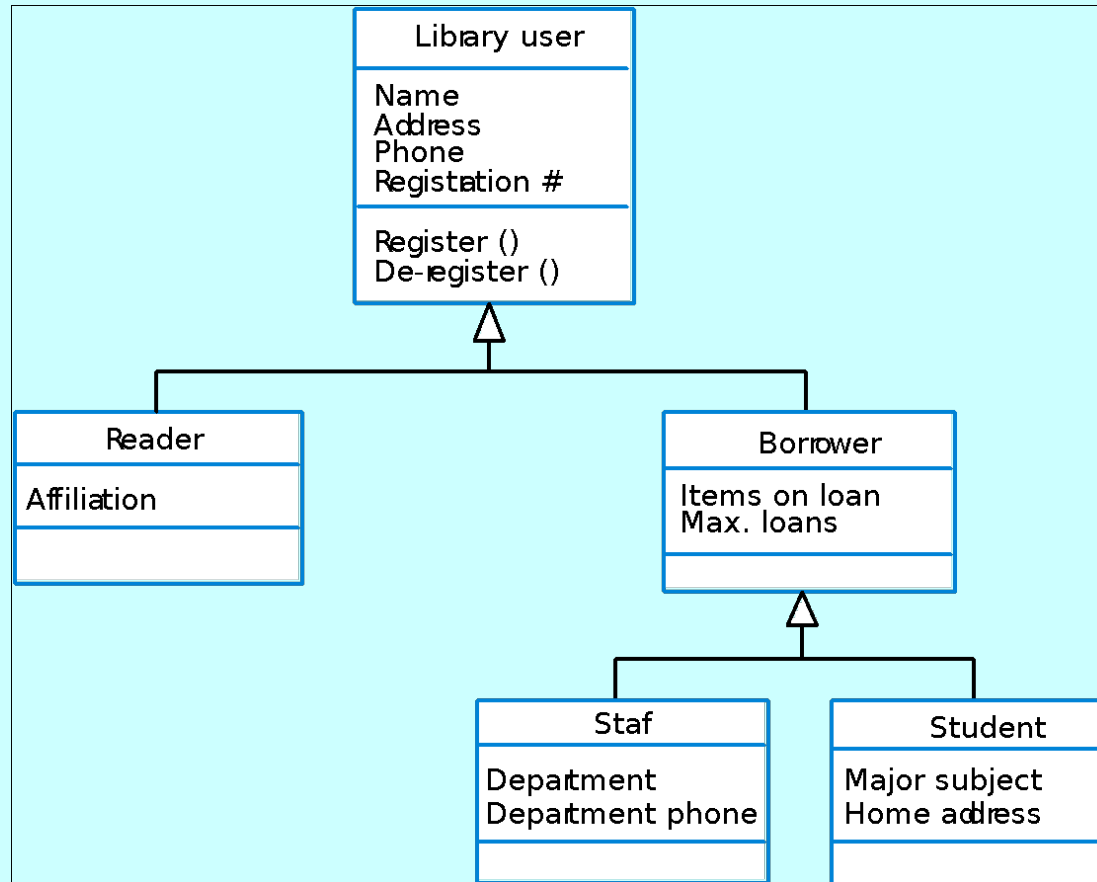 Library user
Name
Address
Phone
Registration #
Register ()
De-register ()
Reader
Affiliation
Borrower
Items on loan
Max. loans
Staf
Department
Department phone
Student
Major subject
Home address